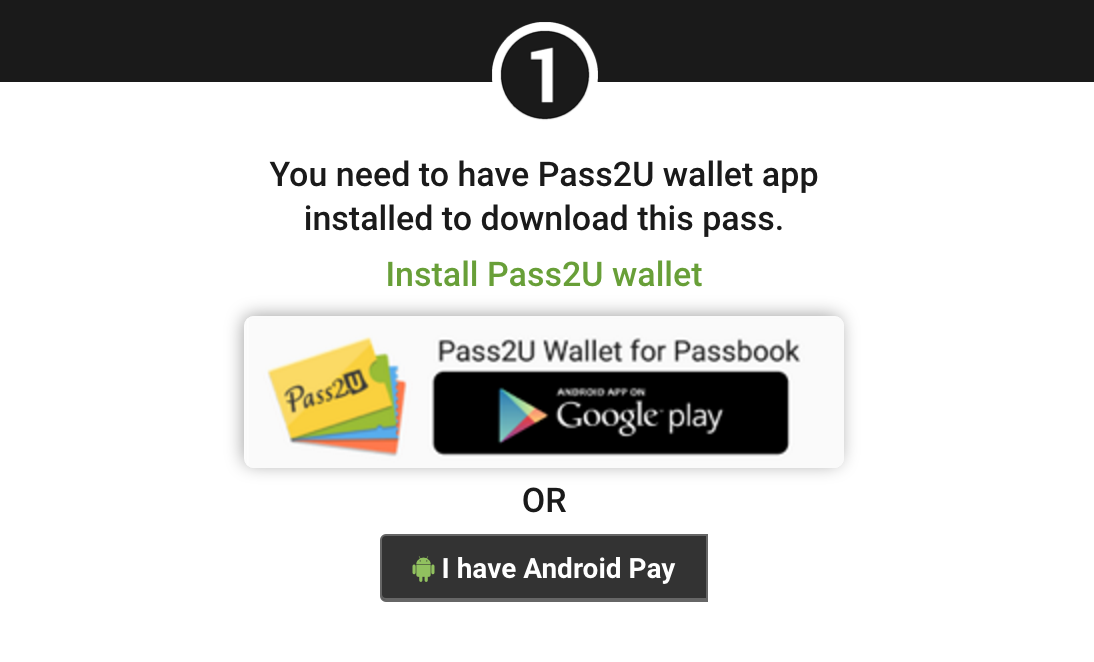 1
You need to have Pass2U wallet app
installed to download this pass.
Install Pass2U wallet
Pass2U
Pass2U Wallet for Passbook
ANDROID APP ON
Google play
OR
I have Android Pay